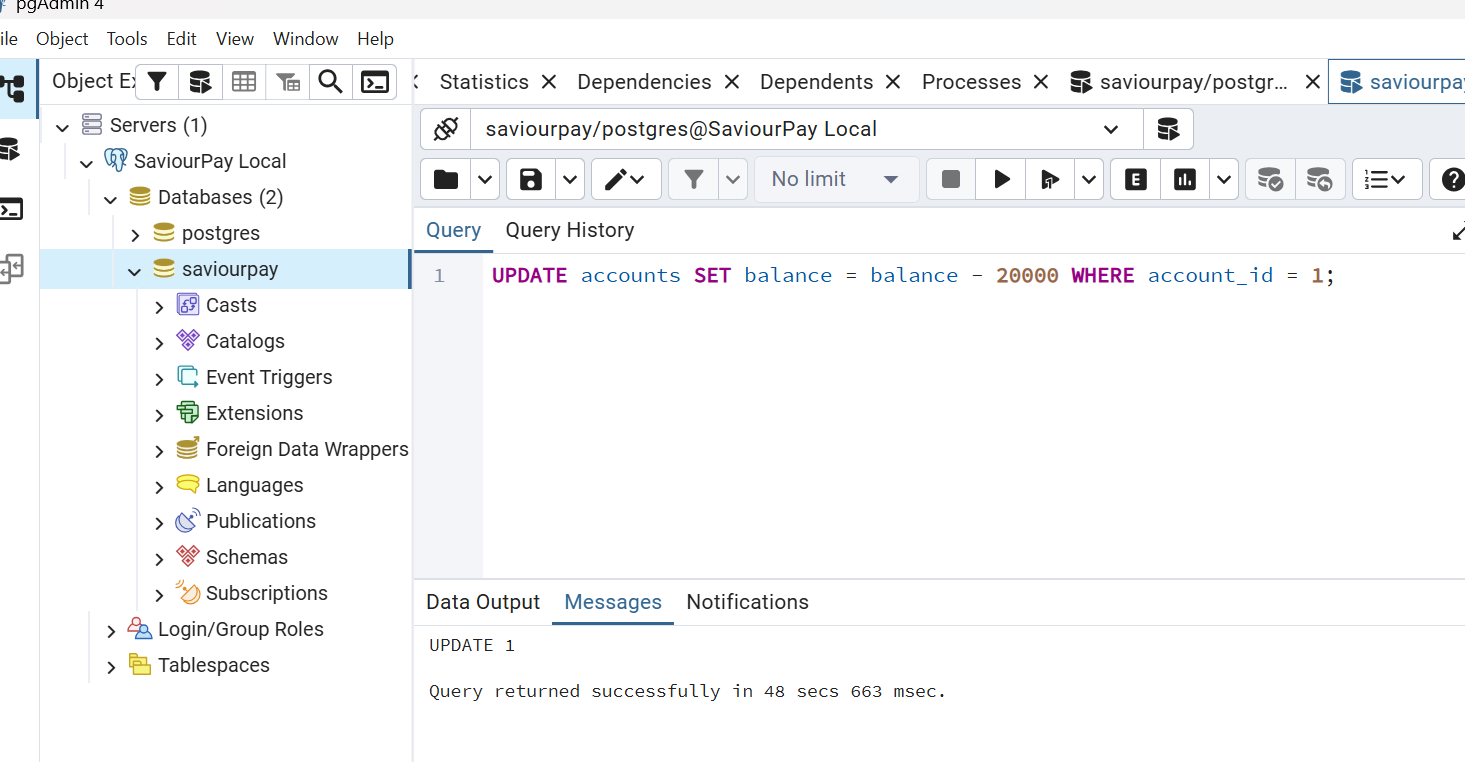 pgAdmin 4
ile Object Tools Edit View Window Help
Object Ex
Statistics Dependencies Dependents Processes saviourpay/postgr... saviourpay
Servers (1)
SaviourPay Local
Databases (2)
postgres
saviourpay
Casts
Catalogs
Event Triggers
Extensions
Foreign Data Wrappers
Languages
Publications
Schemas
Subscriptions
Login/Group Roles
Tablespaces
saviourpay/postgres@SaviourPay Local
No limit
E
Query Query History
1 UPDATE accounts SET balance = balance - 20000 WHERE account_id = 1;
Data Output Messages Notifications
UPDATE 1
Query returned successfully in 48 secs 663 msec.